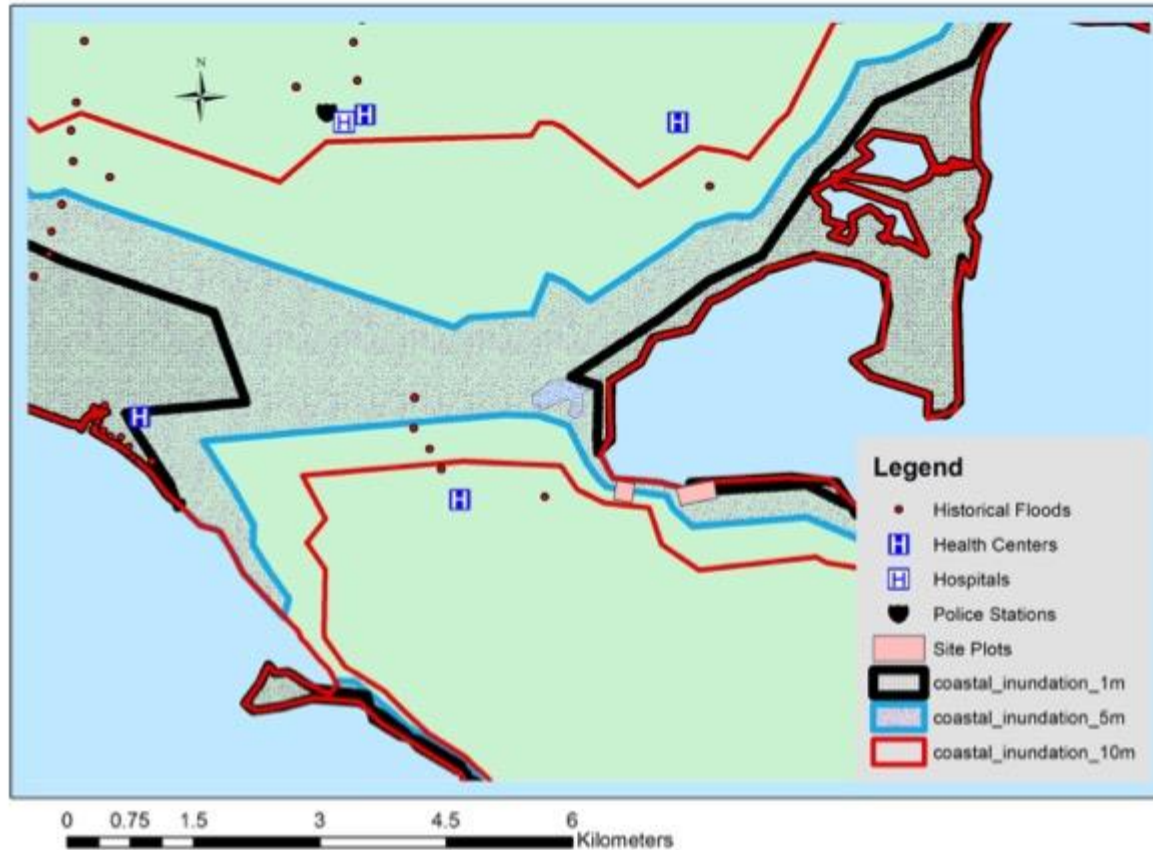 N
H
H
H
H
H
Legend
Historical Floods
H Health Centers
H Hospitals
Police Stations
Site Plots
coastal_inundation_1m
coastal_inundation_5m
coastal_inundation_10m
0 0.75 1.5 3 4.5 6
Kilometers